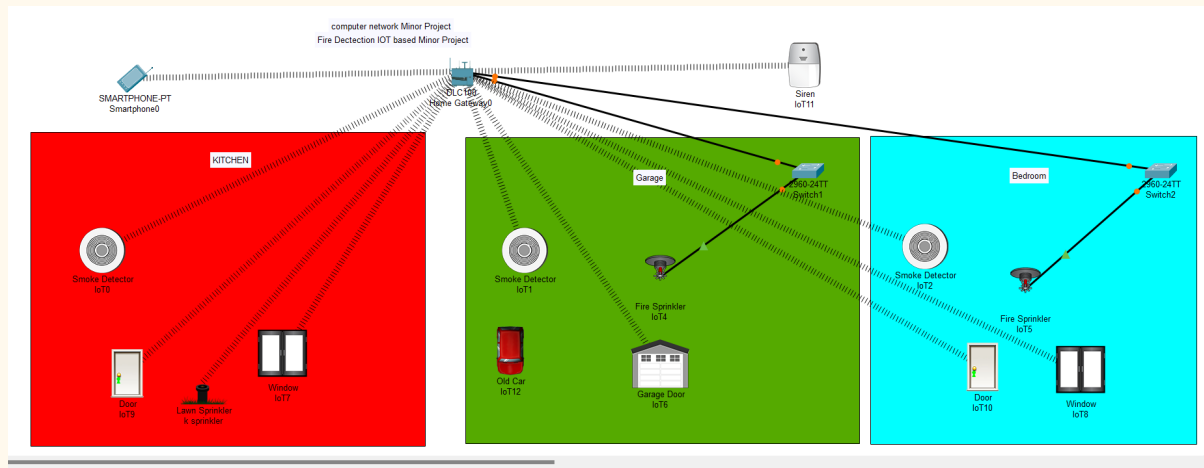 computer network Minor Project
Fire Dectection IOT based Minor Project
SMARTPHONE-PT
Smartphone0
DLC100
Home Gateway0
Siren
IoT11
KITCHEN
Smoke Detector
IoT0
Door
IoT9
Lawn Sprinkler
k sprinkler
Window
IoT7
Garage
2960-24TT
Switch1
Smoke Detector
IoT1
Fire Sprinkler
IoT4
Old Car
IoT12
Garage Door
IoT6
Bedroom
2960-24TT
Switch2
Smoke Detector
IoT2
Fire Sprinkler
IoT5
Door
IoT10
Window
IoT8